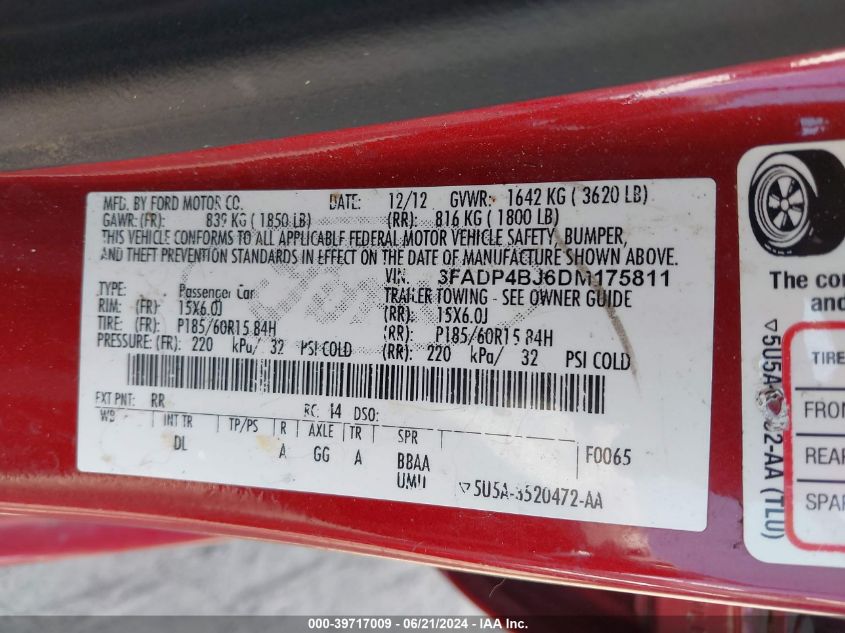 MFD. BY FORD MOTOR CO. DATE: 12/12 GVWR: 1642 KG ( 3620 LB)
GAWR: (FR): 839 KG ( 1850 LB) (RR): 816 KG ( 1800 LB)
THIS VEHICLE CONFORMS TO ALL APPLICABLE FEDERAL MOTOR VEHICLE SAFETY, BUMPER,
AND THEFT PREVENTION STANDARDS IN EFFECT ON THE DATE OF MANUFACTURE SHOWN ABOVE.
VIN: 3FADP4BJ6DM175811
TYPE: Passenger Car TRAILER TOWING - SEE OWNER GUIDE
RIM: (FR): 15X6.0J (RR): 15X6.0J
TIRE: (FR): P185/60R15 84H (RR): P185/60R15 84H
PRESSURE: (FR): 220 kPa/ 32 PSI COLD (RR): 220 kPa/ 32 PSI COLD
EXT PNT: RR RC: 14 DSO:
WB INT TR TP/PS R AXLE TR SPR
DL A GG A BBAA F0065
UMU ▽5U5A-3520472-AA
The co
and
TIRE
FRON
REAR
SPAR
▽5U5A 02-AA (TLU)
000-39717009 - 06/21/2024 - IAA Inc.